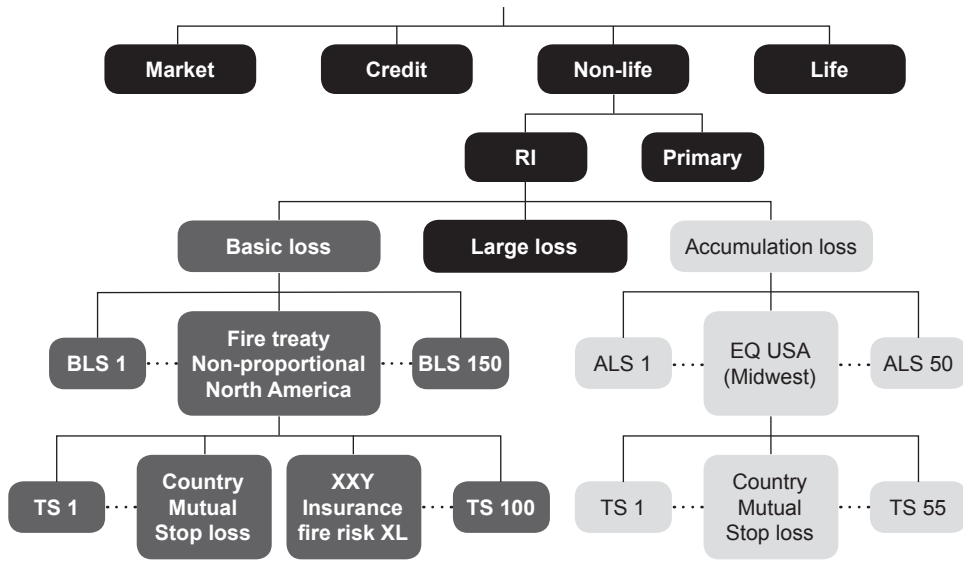 Market
Credit
Non-life
Life
RI
Primary
Basic loss
Large loss
Accumulation loss
BLS 1
Fire treaty
Non-proportional
North America
BLS 150
ALS 1
EQ USA
(Midwest)
ALS 50
TS 1
Country
Mutual
Stop loss
XXY
Insurance
fire risk XL
TS 100
TS 1
Country
Mutual
Stop loss
TS 55